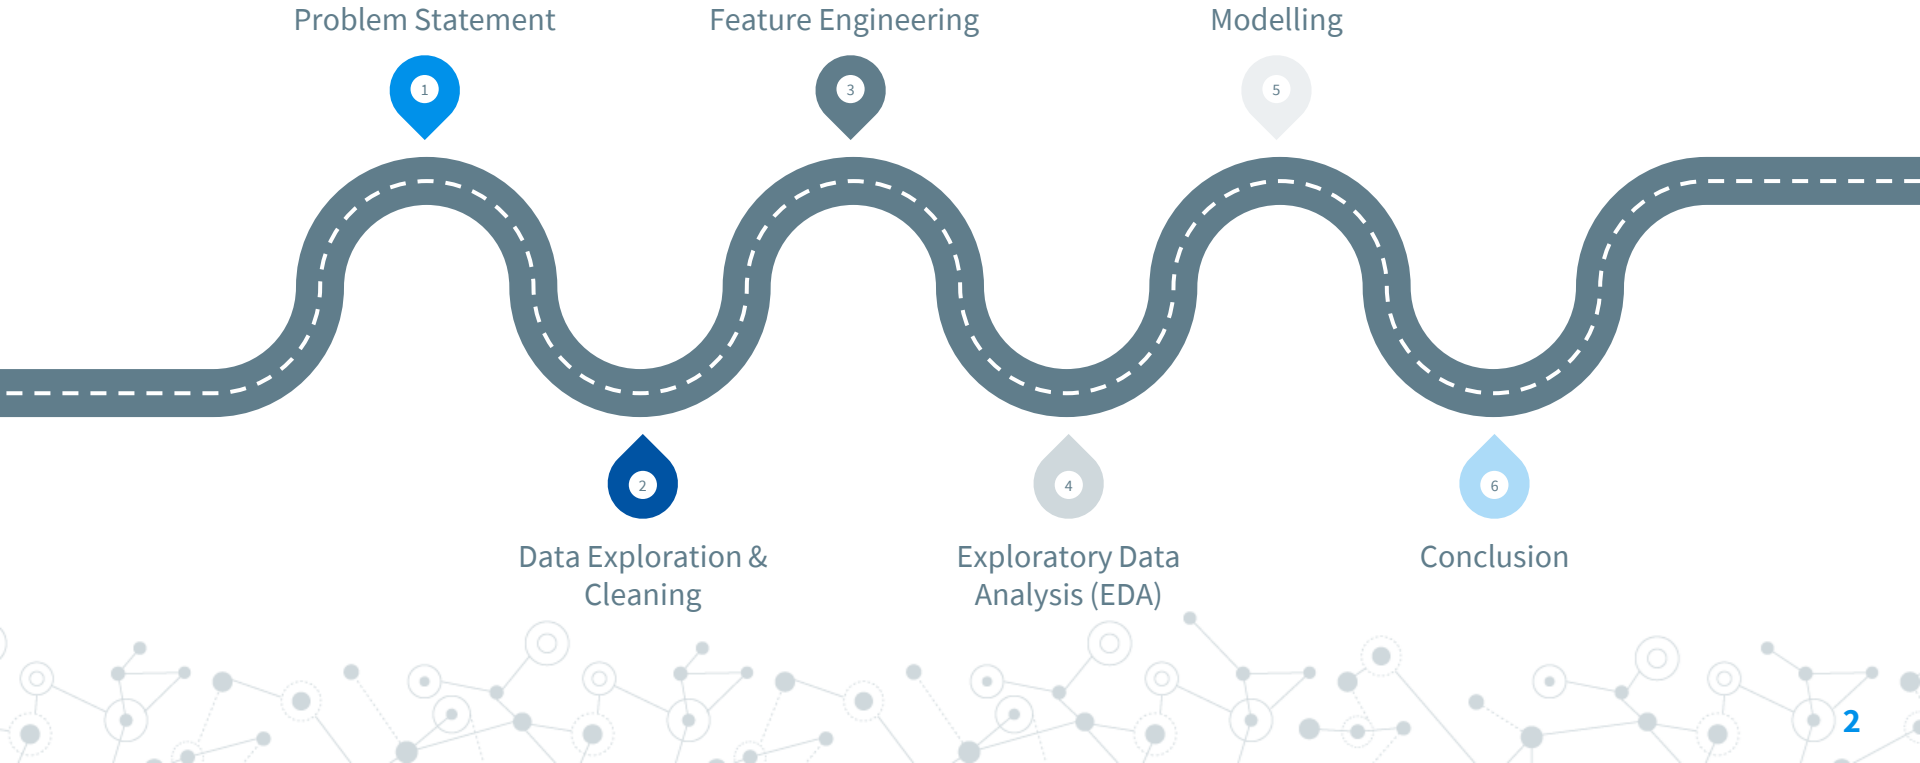 Problem Statement
1
Data Exploration &
Cleaning
2
Feature Engineering
3
Exploratory Data
Analysis (EDA)
4
Modelling
5
Conclusion
6
2